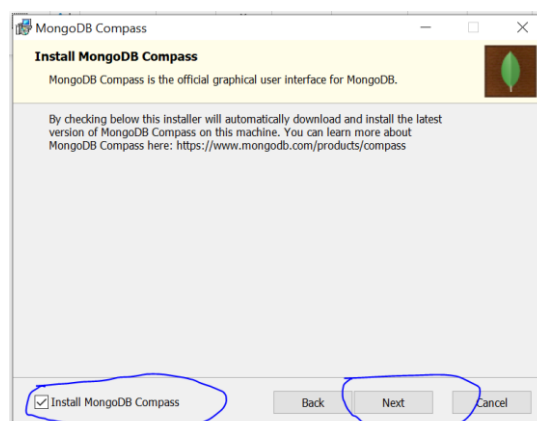 MongoDB Compass
Install MongoDB Compass
MongoDB Compass is the official graphical user interface for MongoDB.
By checking below this installer will automatically download and install the latest
version of MongoDB Compass on this machine. You can learn more about
MongoDB Compass here: https://www.mongodb.com/products/compass
Install MongoDB Compass Back Next Cancel